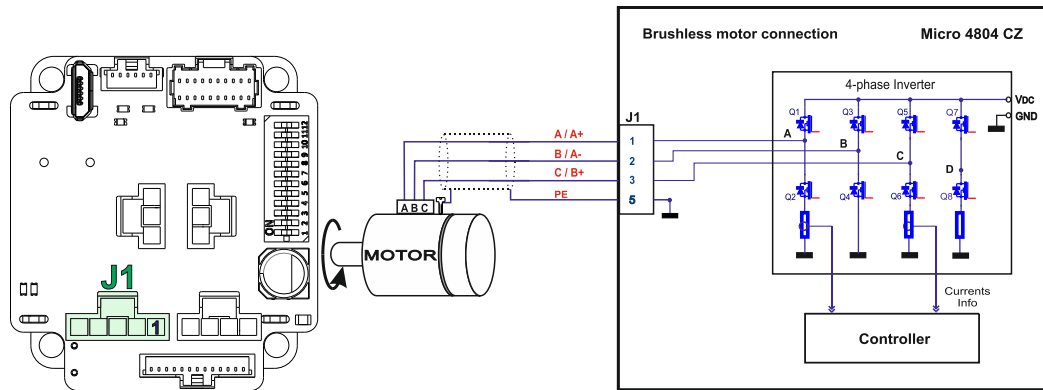 Brushless motor connection
Micro 4804 CZ
4-phase Inverter
VDC
GND
Q1
Q3
Q5
Q7
A
B
C
D
Q2
Q4
Q6
Q8
Currents
Info
Controller
J1
1
2
3
5
A / A+
B / A-
C / B+
PE
A B C
MOTOR
12
11
10
9
8
7
6
5
4
3
2
1
ON
J1
1